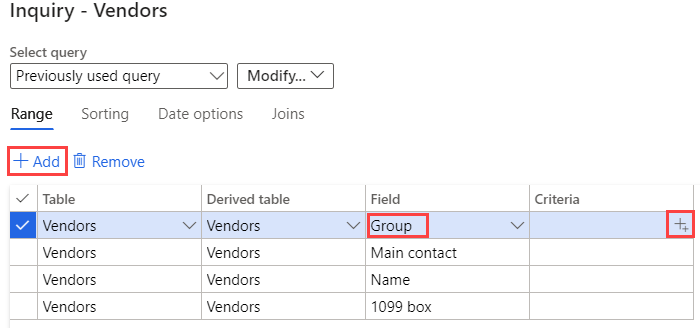 Inquiry - Vendors
Select query
Previously used query Modify...
Range Sorting Date options Joins
Add Remove
Table Derived table Field Criteria
Vendors Vendors Group
Vendors Vendors Main contact
Vendors Vendors Name
Vendors Vendors 1099 box